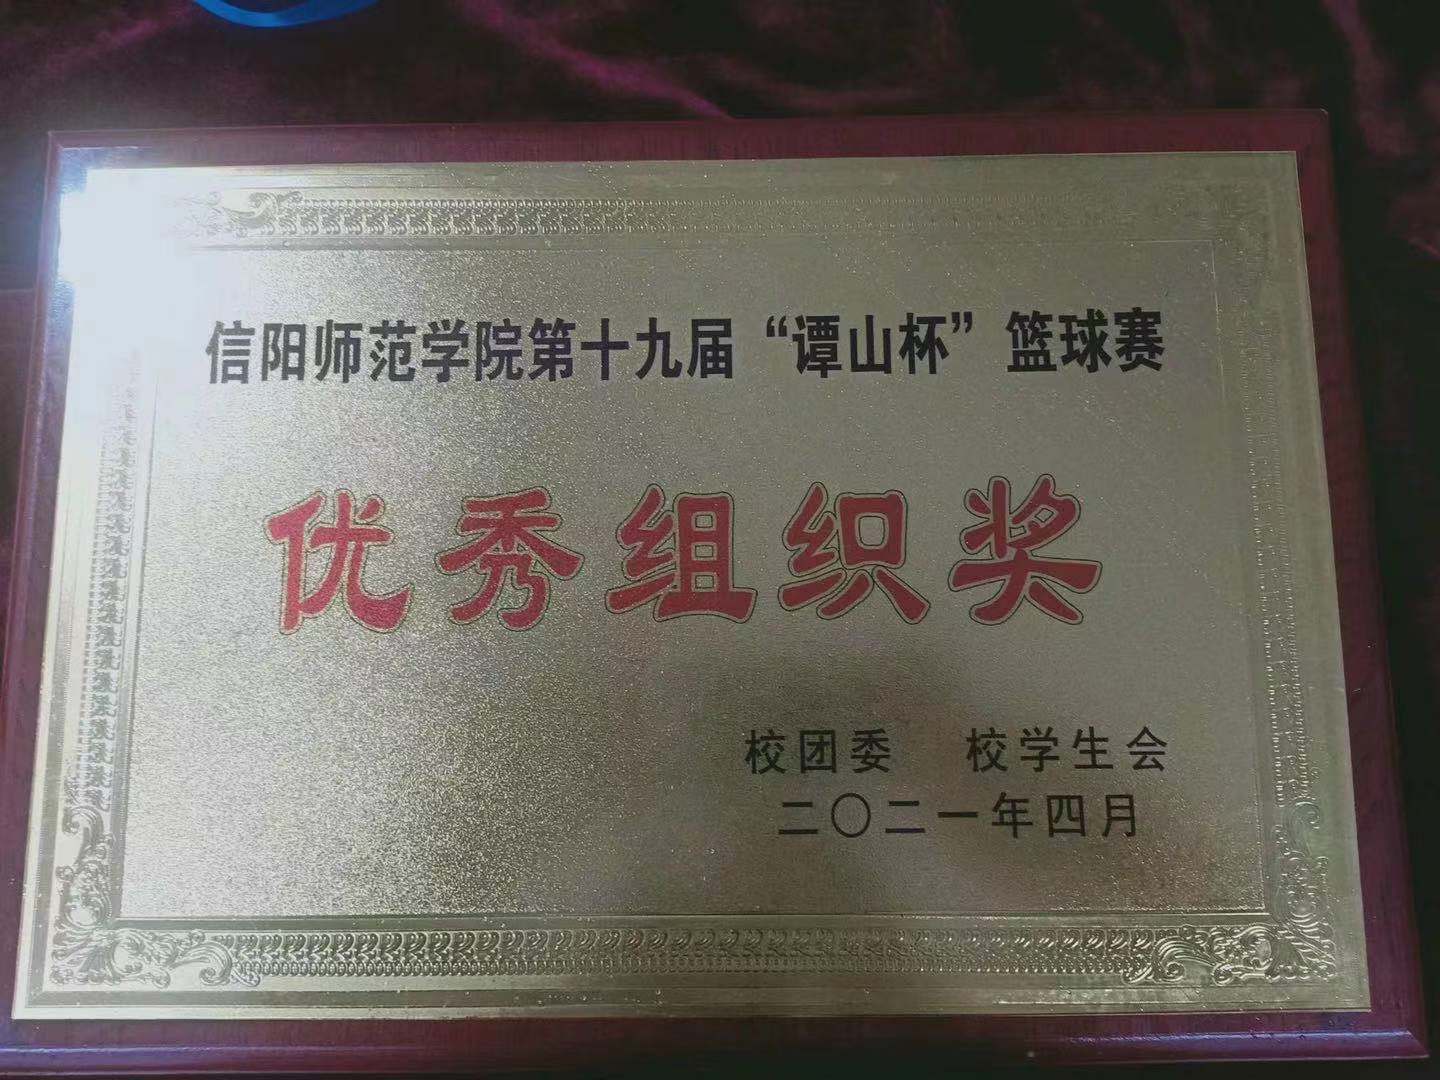 信阳师范学院第十九届“谭山杯”篮球赛
优秀组织奖
校团委 校学生会
二〇二一年四月